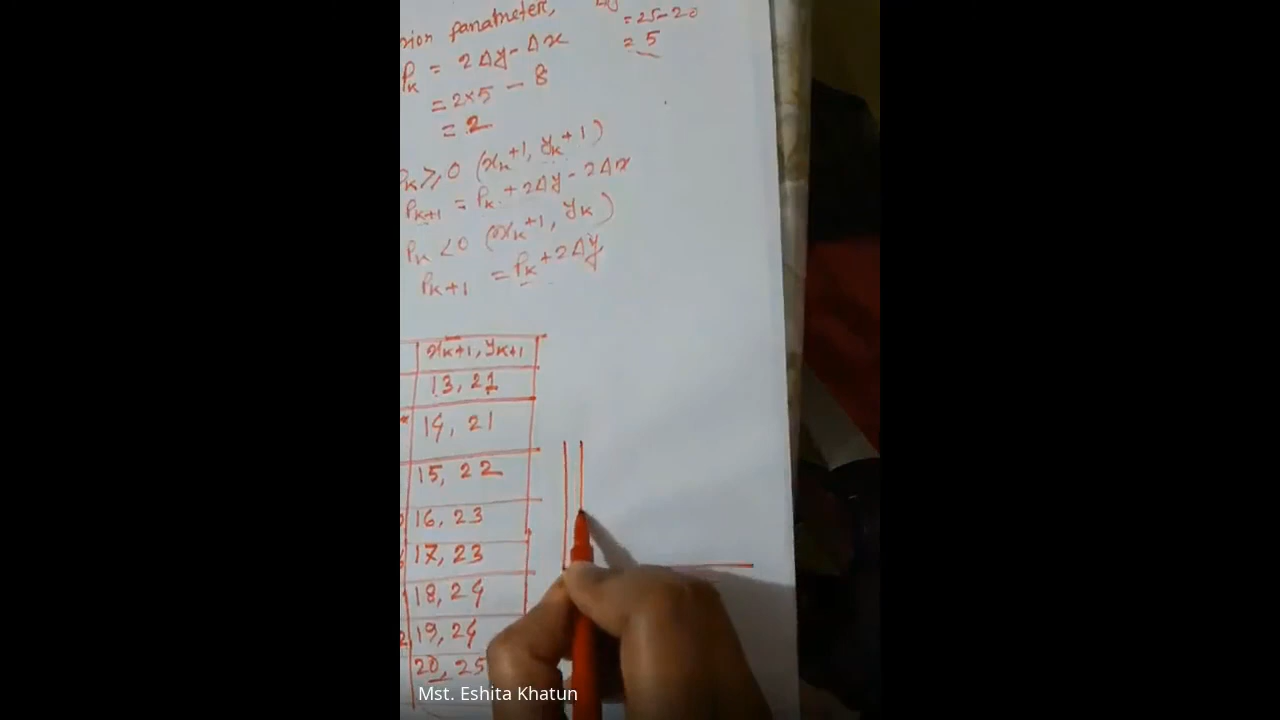 parameter,
= 25-20
= 5
Pk = 2Δy - Δx
= 2×5 - 8
= 2
Pk ≥ 0 (xk+1, yk+1)
Pk+1 = Pk + 2Δy - 2Δx
Pk < 0 (xk+1, yk)
Pk+1 = Pk + 2Δy
xk+1, yk+1
13, 21
14, 21
15, 22
16, 23
17, 23
18, 24
19, 24
20, 25
Mst. Eshita Khatun